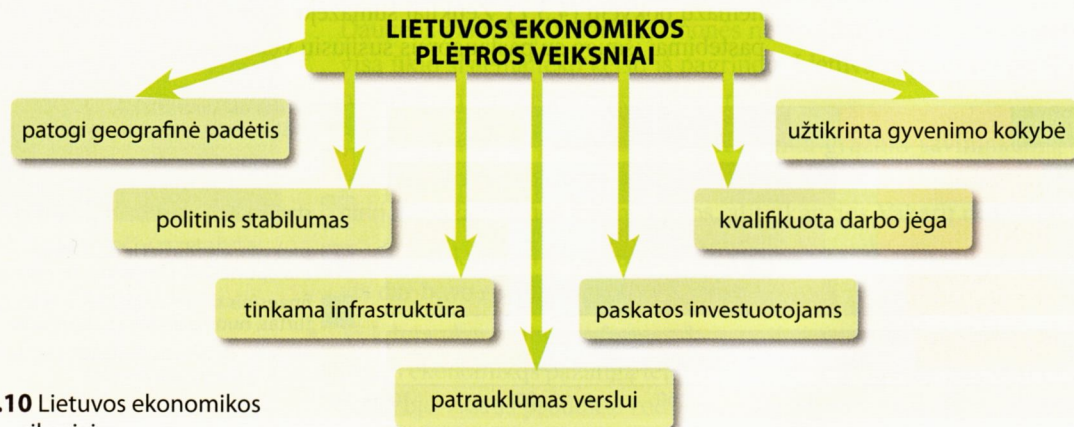 LIETUVOS EKONOMIKOS
PLĖTROS VEIKSNIAI
patogi geografinė padėtis
užtikrinta gyvenimo kokybė
politinis stabilumas
kvalifikuota darbo jėga
tinkama infrastruktūra
paskatos investuotojams
patrauklumas verslui
.10 Lietuvos ekonomikos